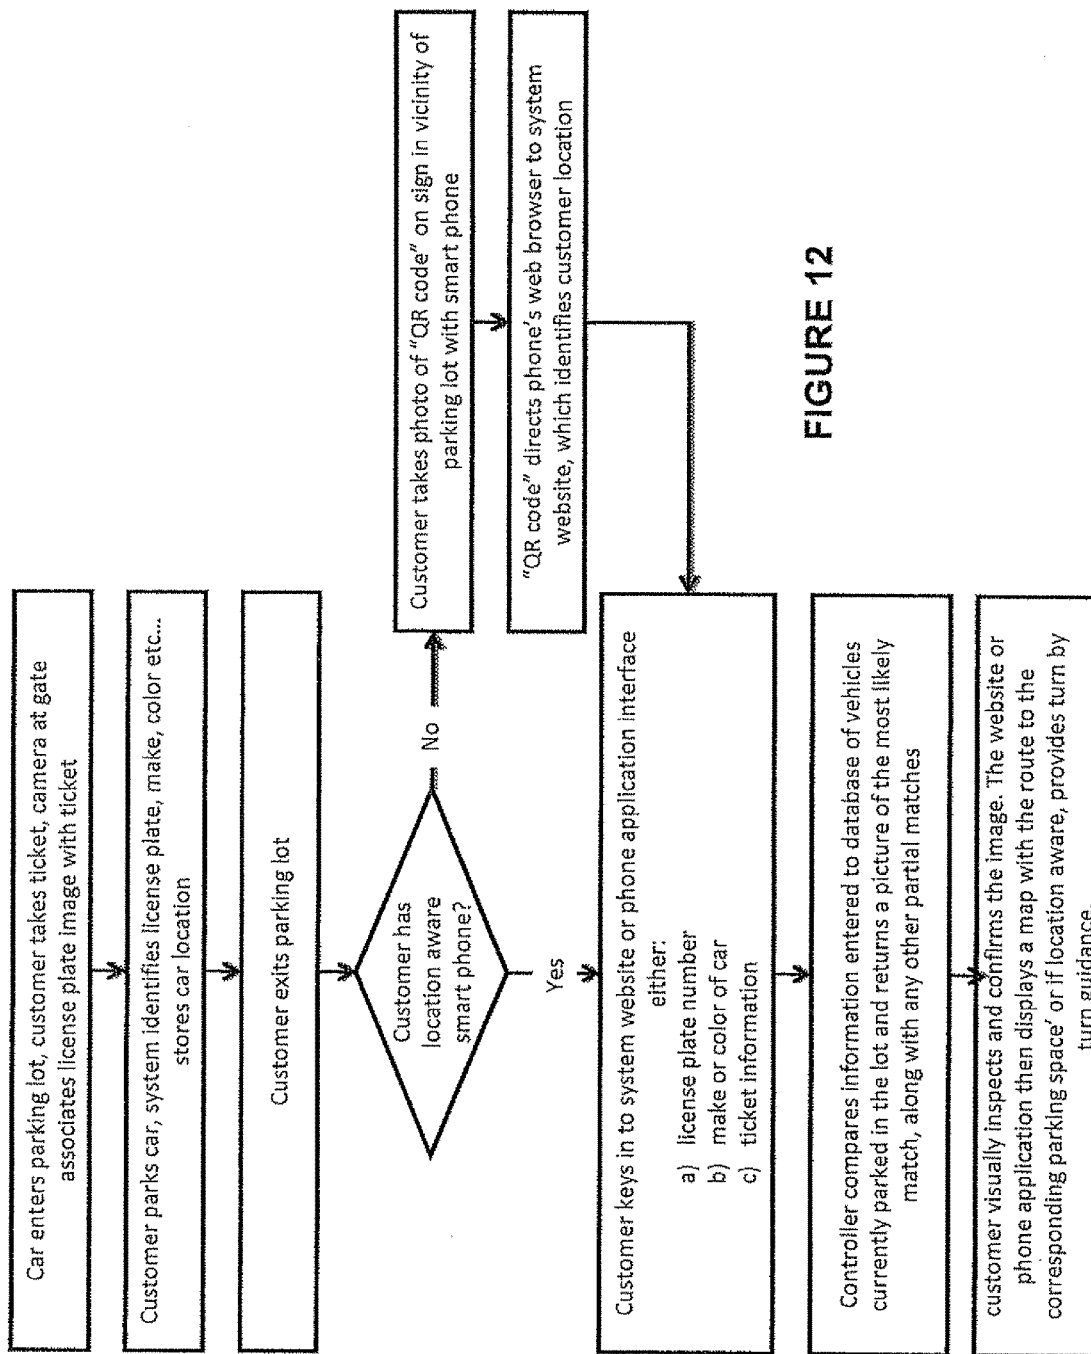 Car enters parking lot, customer takes ticket, camera at gate
associates license plate image with ticket
Customer parks car, system identifies license plate, make, color etc...
stores car location
Customer exits parking lot
Customer has
location aware
smart phone?
No
Customer takes photo of "QR code" on sign in vicinity of
parking lot with smart phone
"QR code" directs phone's web browser to system
website, which identifies customer location
Yes
Customer keys in to system website or phone application interface
either:
a) license plate number
b) make or color of car
c) ticket information
Controller compares information entered to database of vehicles
currently parked in the lot and returns a picture of the most likely
match, along with any other partial matches
customer visually inspects and confirms the image. The website or
phone application then displays a map with the route to the
corresponding parking space' or if location aware, provides turn by
turn guidance.
FIGURE 12